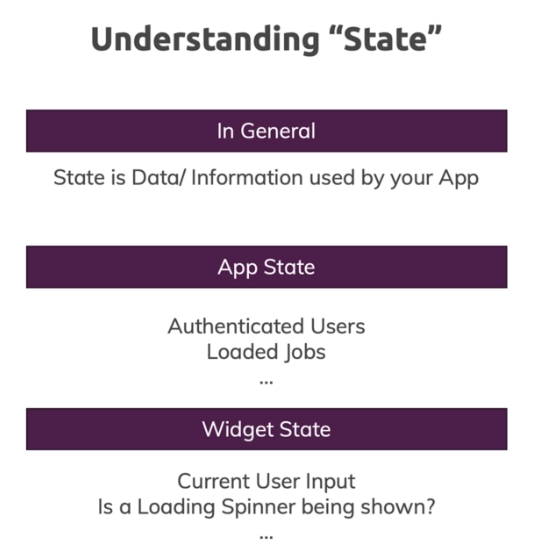 Understanding “State”
In General
State is Data/ Information used by your App
App State
Authenticated Users
Loaded Jobs
...
Widget State
Current User Input
Is a Loading Spinner being shown?
...